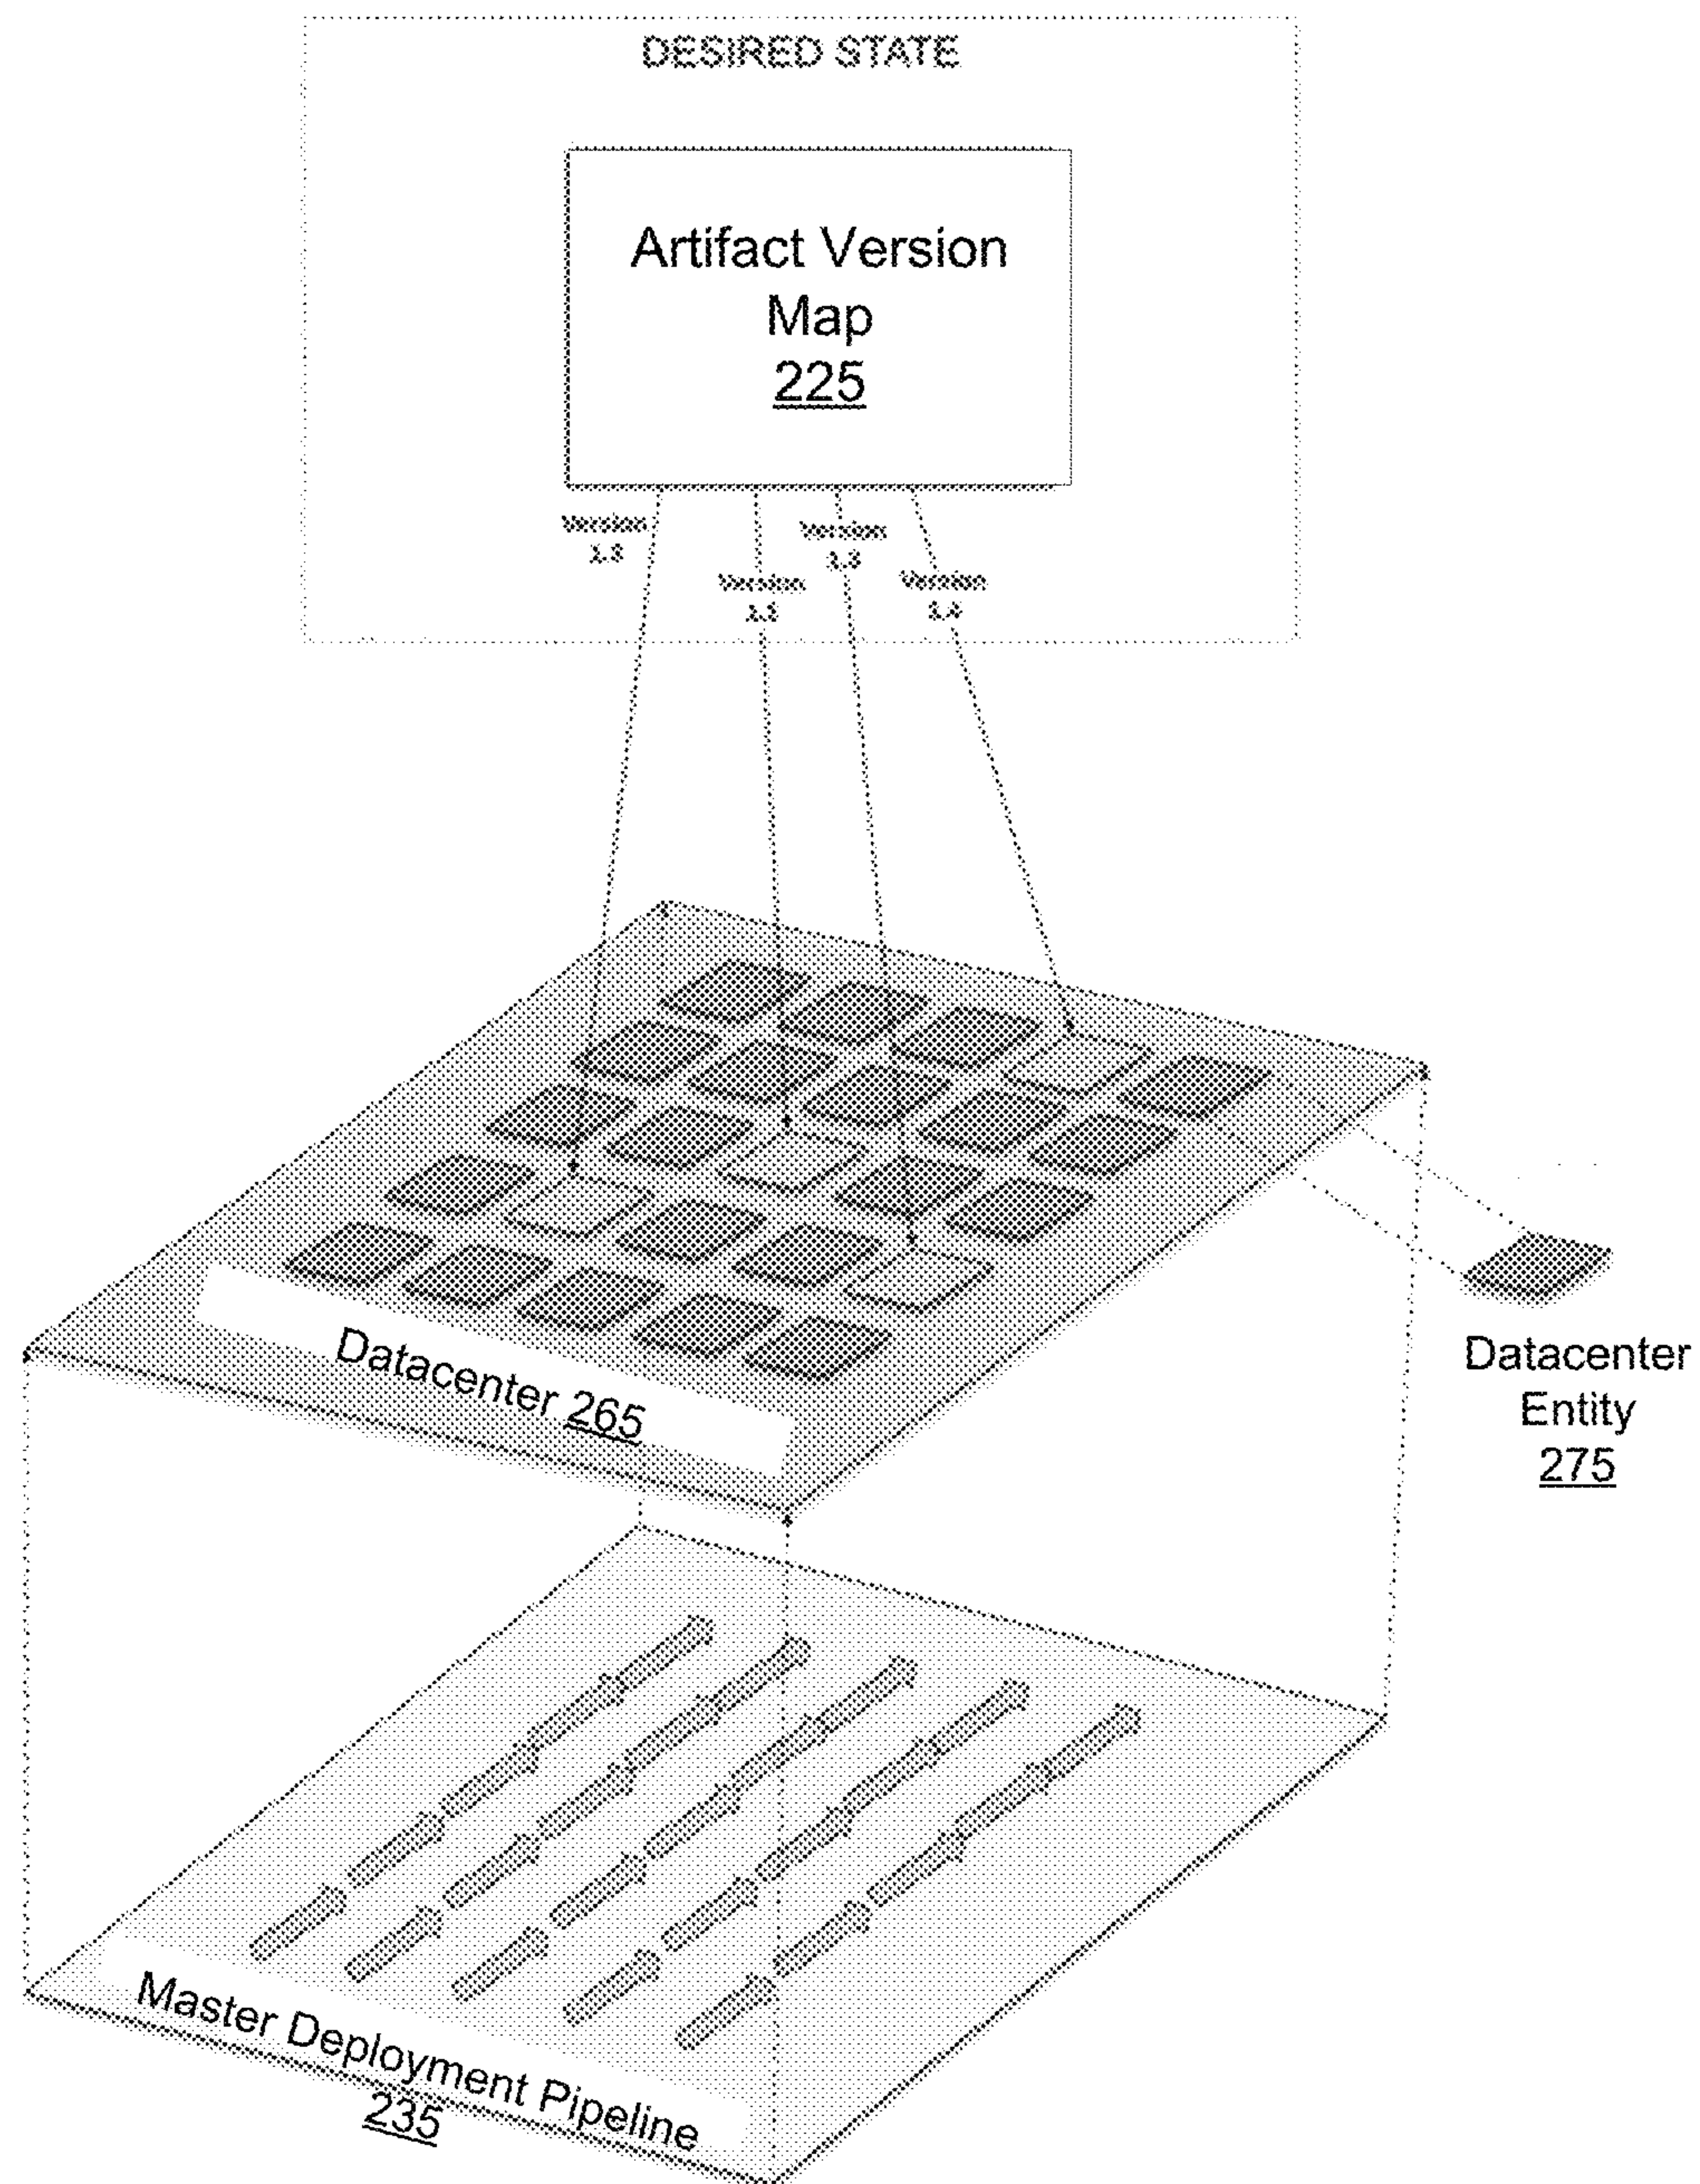 DESIRED STATE
Artifact Version
Map
225
Version
Version
Version
Version
Datacenter 265
Datacenter
Entity
275
Master Deployment Pipeline
235